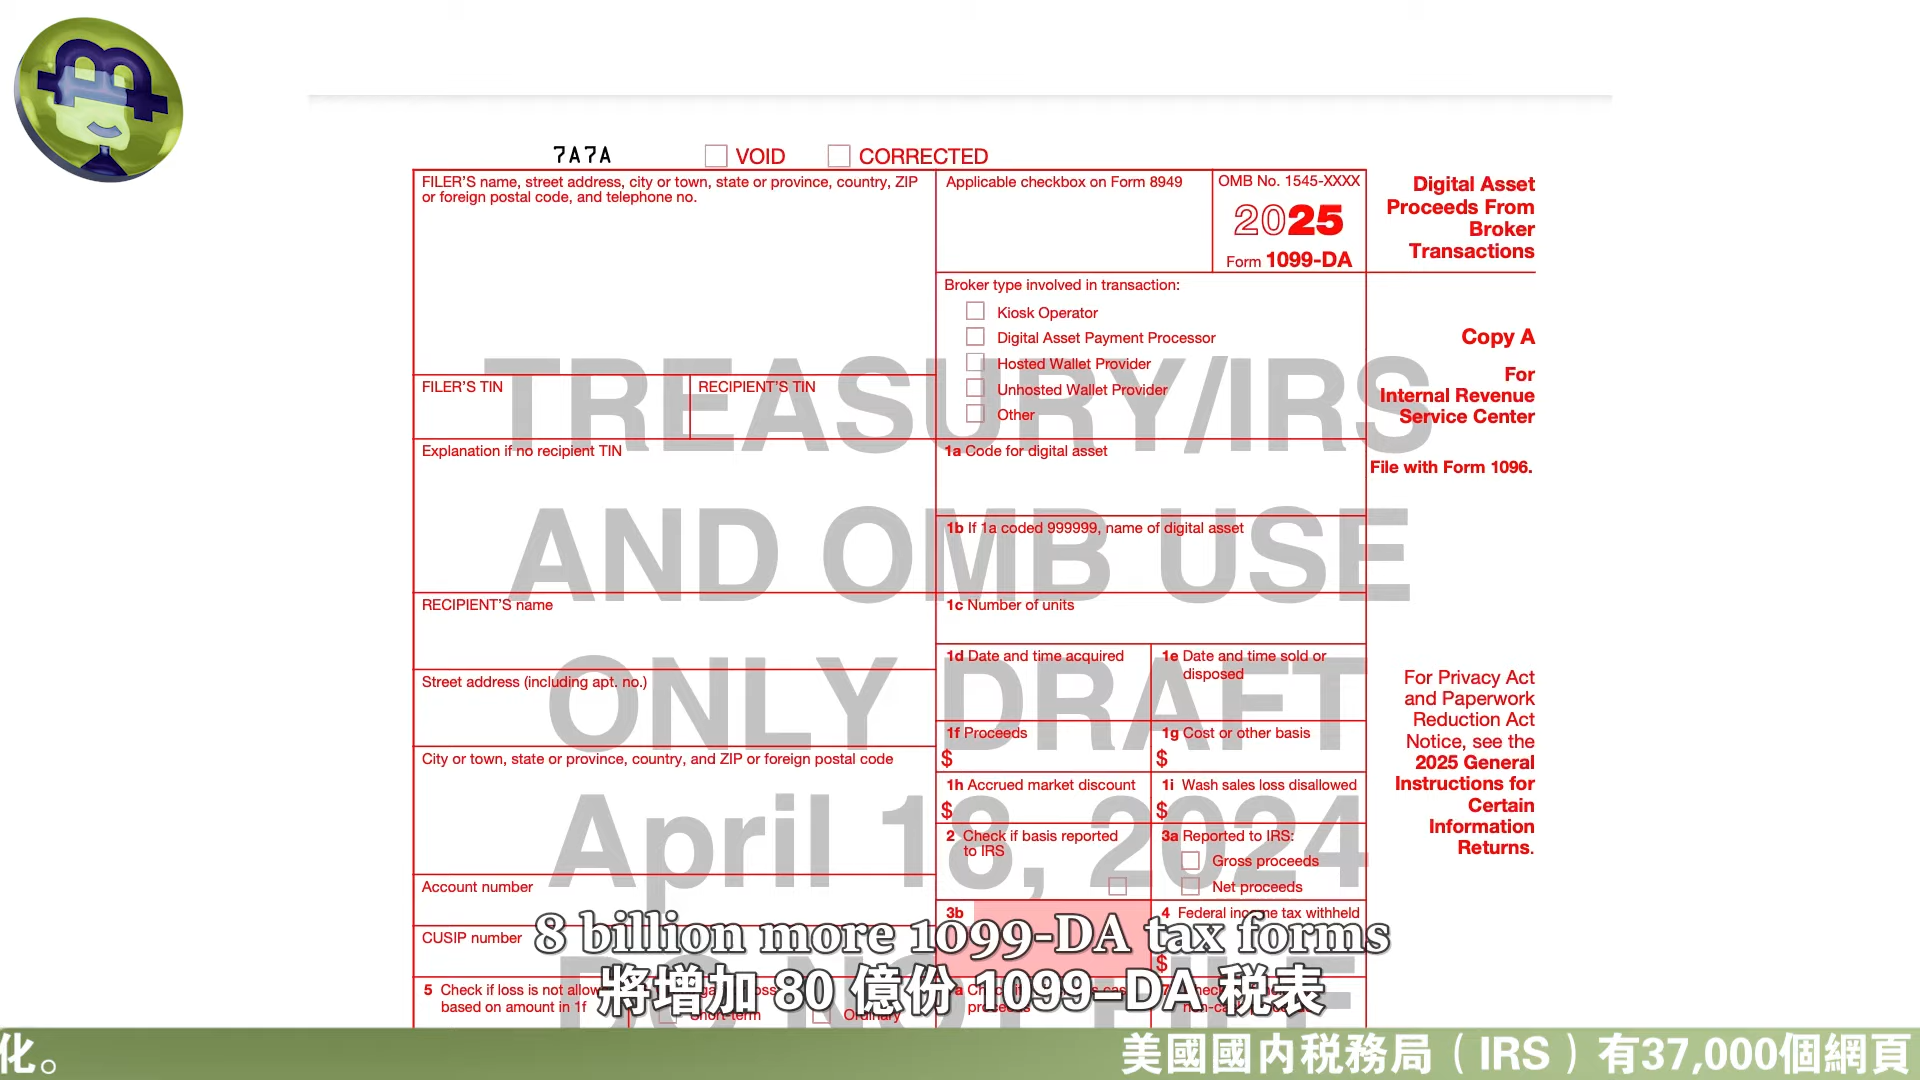 7A7A
VOID
CORRECTED
FILER'S name, street address, city or town, state or province, country, ZIP
or foreign postal code, and telephone no.
Applicable checkbox on Form 8949
OMB No. 1545-XXXX
2025
Form 1099-DA
Digital Asset
Proceeds From
Broker
Transactions
Broker type involved in transaction:
Kiosk Operator
Digital Asset Payment Processor
Hosted Wallet Provider
Unhosted Wallet Provider
Other
Copy A
For
Internal Revenue
Service Center
File with Form 1096.
FILER'S TIN
RECIPIENT'S TIN
TREASURY/IRS
AND OMB USE
ONLY DRAFT
April 18, 2024
DO NOT FILE
Explanation if no recipient TIN
1a Code for digital asset
1b If 1a coded 999999, name of digital asset
RECIPIENT'S name
1c Number of units
1d Date and time acquired
1e Date and time sold or
disposed
Street address (including apt. no.)
1f Proceeds
$
1g Cost or other basis
$
City or town, state or province, country, and ZIP or foreign postal code
1h Accrued market discount
$
1i Wash sales loss disallowed
$
2 Check if basis reported
to IRS
3a Reported to IRS:
Gross proceeds
Net proceeds
For Privacy Act
and Paperwork
Reduction Act
Notice, see the
2025 General
Instructions for
Certain
Information
Returns.
Account number
3b
4 Federal income tax withheld
$
CUSIP number
5 Check if loss is not allow
based on amount in 1f
Short-term
Ordinary
8 billion more 1099-DA tax forms
將增加 80 億份 1099-DA 税表
化。
美國國內税務局（IRS）有37,000個網頁